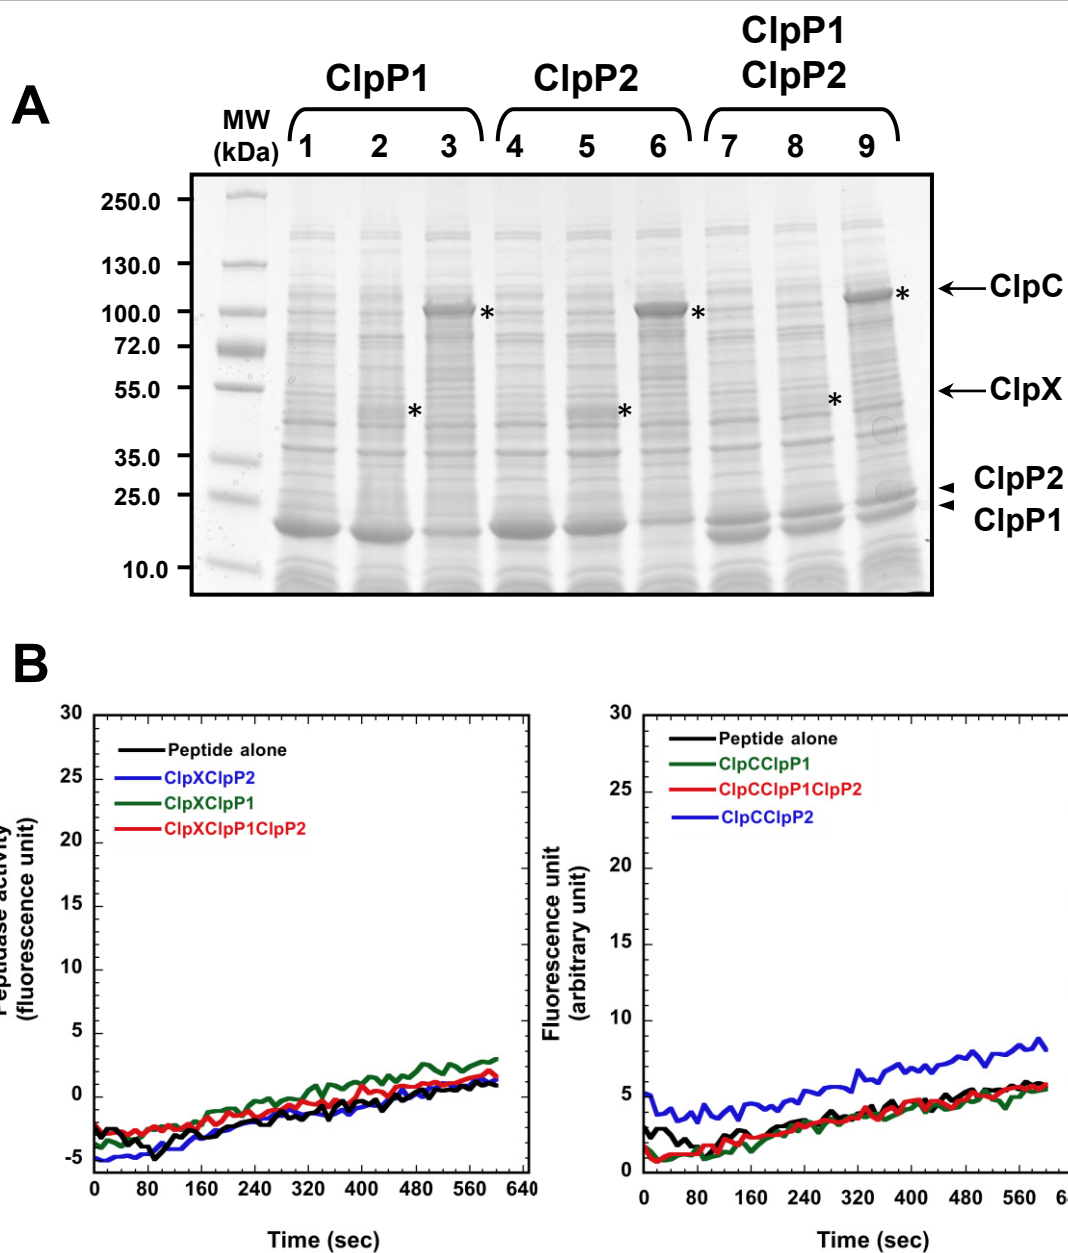 A
ClpP1
ClpP2
ClpP1
ClpP2
MW
(kDa)
1 2 3 4 5 6 7 8 9
250.0
130.0
100.0
72.0
55.0
35.0
25.0
10.0
* * * * * *
ClpC
ClpX
ClpP2
ClpP1
B
(fluorescence unit)
30
25
20
15
10
5
0
-5
Peptide alone
ClpXClpP2
ClpXClpP1
ClpXClpP1ClpP2
0 80 160 240 320 400 480 560 640
Time (sec)
Fluorescence unit
(arbitrary unit)
30
25
20
15
10
5
0
Peptide alone
ClpCClpP1
ClpCClpP1ClpP2
ClpCClpP2
0 80 160 240 320 400 480 560
Time (sec)